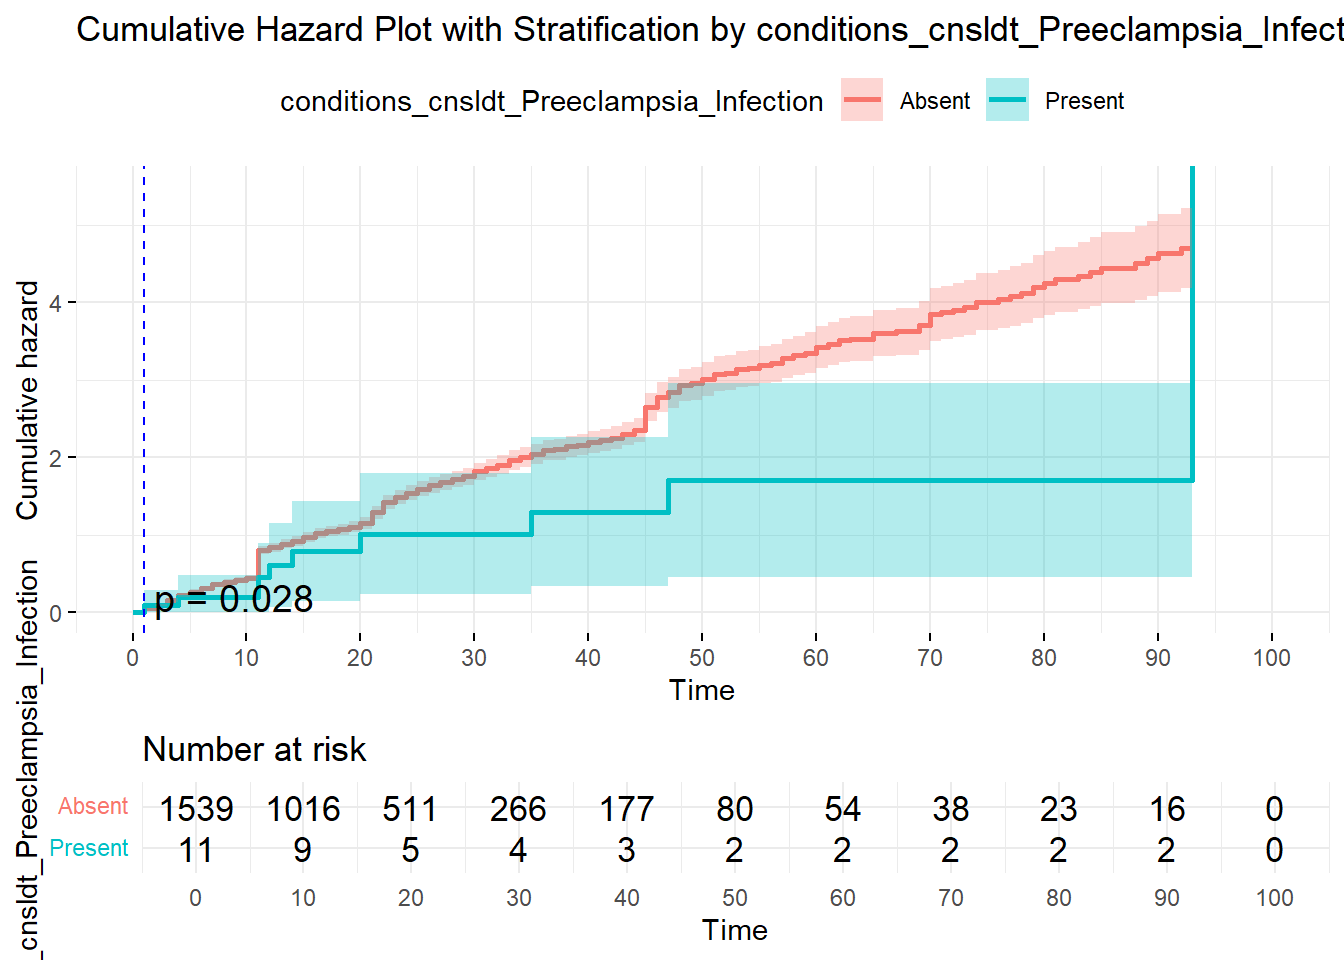 Cumulative Hazard Plot with Stratification by conditions_cnsldt_Preeclampsia_Infect
conditions_cnsldt_Preeclampsia_Infection Absent Present
Cumulative hazard
4
2
0
p = 0.028
0 10 20 30 40 50 60 70 80 90 100
Time
_cnsldt_Preeclampsia_Infection
Number at risk
Absent 1539 1016 511 266 177 80 54 38 23 16 0
Present 11 9 5 4 3 2 2 2 2 2 0
0 10 20 30 40 50 60 70 80 90 100
Time